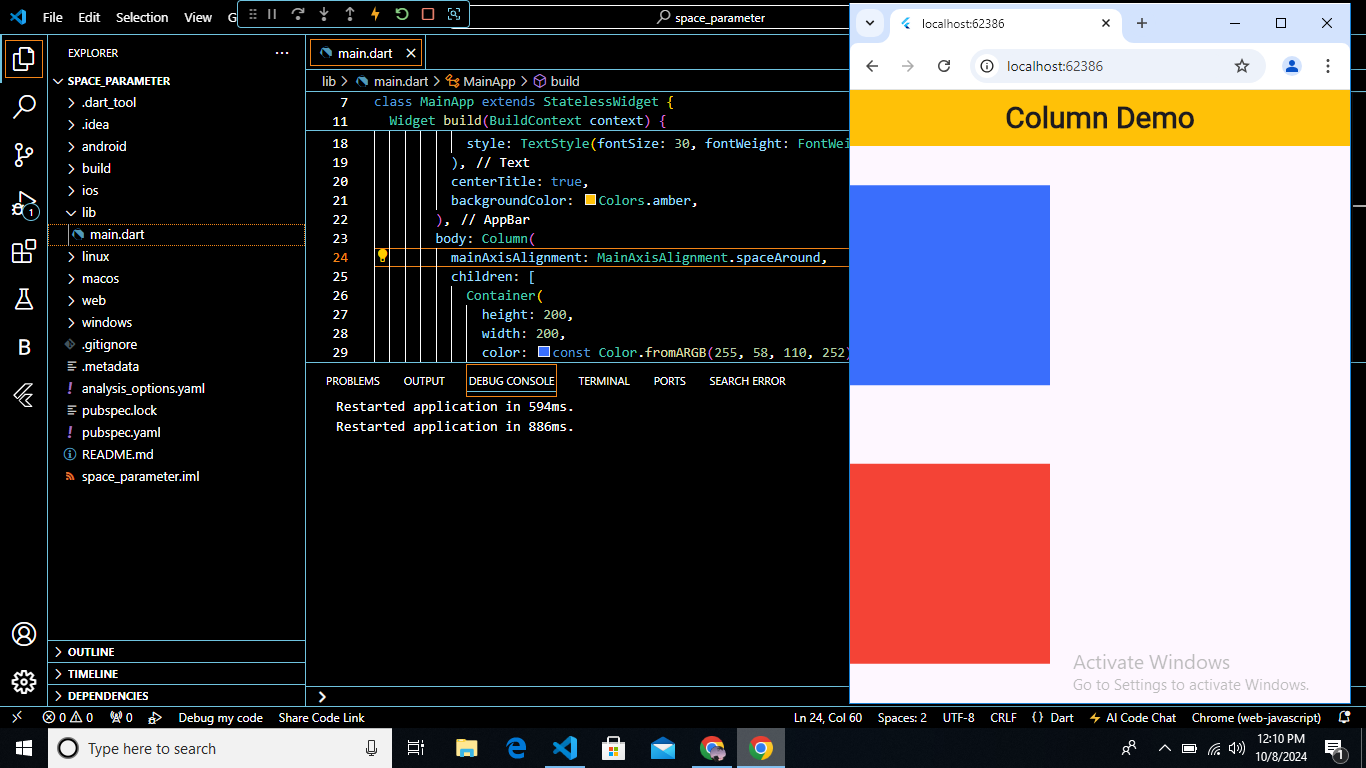 File Edit Selection View G
space_parameter
EXPLORER
SPACE_PARAMETER
.dart_tool
.idea
android
build
ios
lib
main.dart
linux
macos
web
windows
.gitignore
.metadata
analysis_options.yaml
pubspec.lock
pubspec.yaml
README.md
space_parameter.iml
OUTLINE
TIMELINE
DEPENDENCIES
1
B
main.dart
lib > main.dart > MainApp > build
7 class MainApp extends StatelessWidget {
11 Widget build(BuildContext context) {
18 style: TextStyle(fontSize: 30, fontWeight: FontWei
19 ), // Text
20 centerTitle: true,
21 backgroundColor: Colors.amber,
22 ), // AppBar
23 body: Column(
24 mainAxisAlignment: MainAxisAlignment.spaceAround,
25 children: [
26 Container(
27 height: 200,
28 width: 200,
29 color: const Color.fromARGB(255, 58, 110, 252)
PROBLEMS OUTPUT DEBUG CONSOLE TERMINAL PORTS SEARCH ERROR
Restarted application in 594ms.
Restarted application in 886ms.
localhost:62386
localhost:62386
Column Demo
Activate Windows
Go to Settings to activate Windows.
0 0 0 Debug my code Share Code Link Ln 24, Col 60 Spaces: 2 UTF-8 CRLF {} Dart AI Code Chat Chrome (web-javascript)
Type here to search
12:10 PM
10/8/2024
1